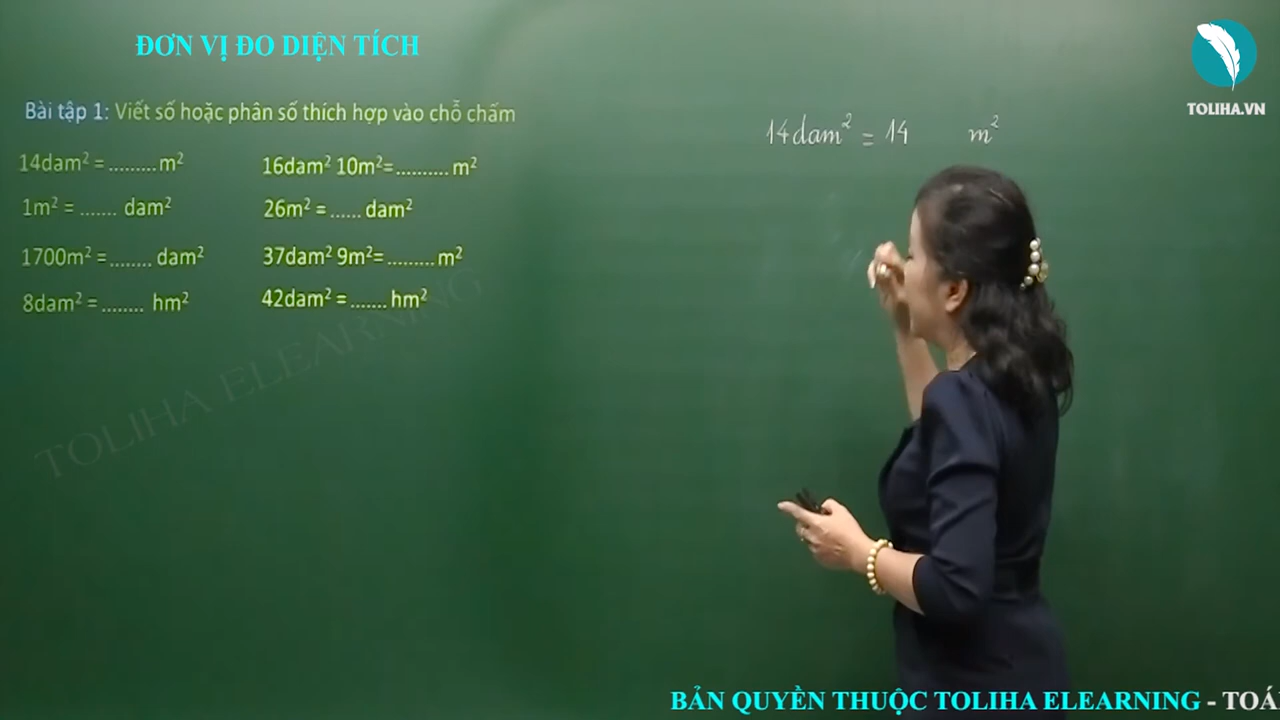 ĐƠN VỊ ĐO DIỆN TÍCH
TOLIHA.VN
Bài tập 1: Viết số hoặc phân số thích hợp vào chỗ chấm
14dam² = ......... m²
16dam² 10m²= .......... m²
1m² = ....... dam²
26m² = ...... dam²
1700m² = ........ dam²
37dam² 9m²= ......... m²
8dam² = ........ hm²
42dam² = ....... hm²
14dam² = 14 m²
TOLIHA ELEARNING
BẢN QUYỀN THUỘC TOLIHA ELEARNING - TOÁ